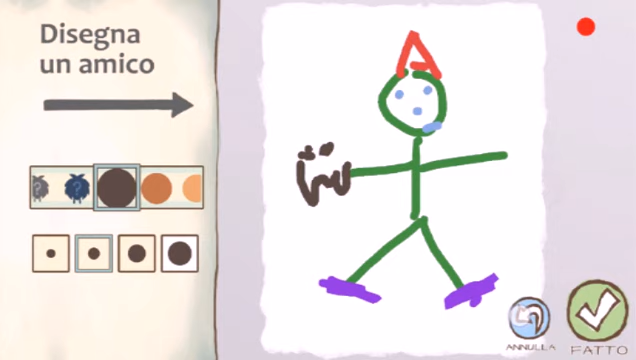 Disegna
un amico
? ?
ANNULLA
FATTO